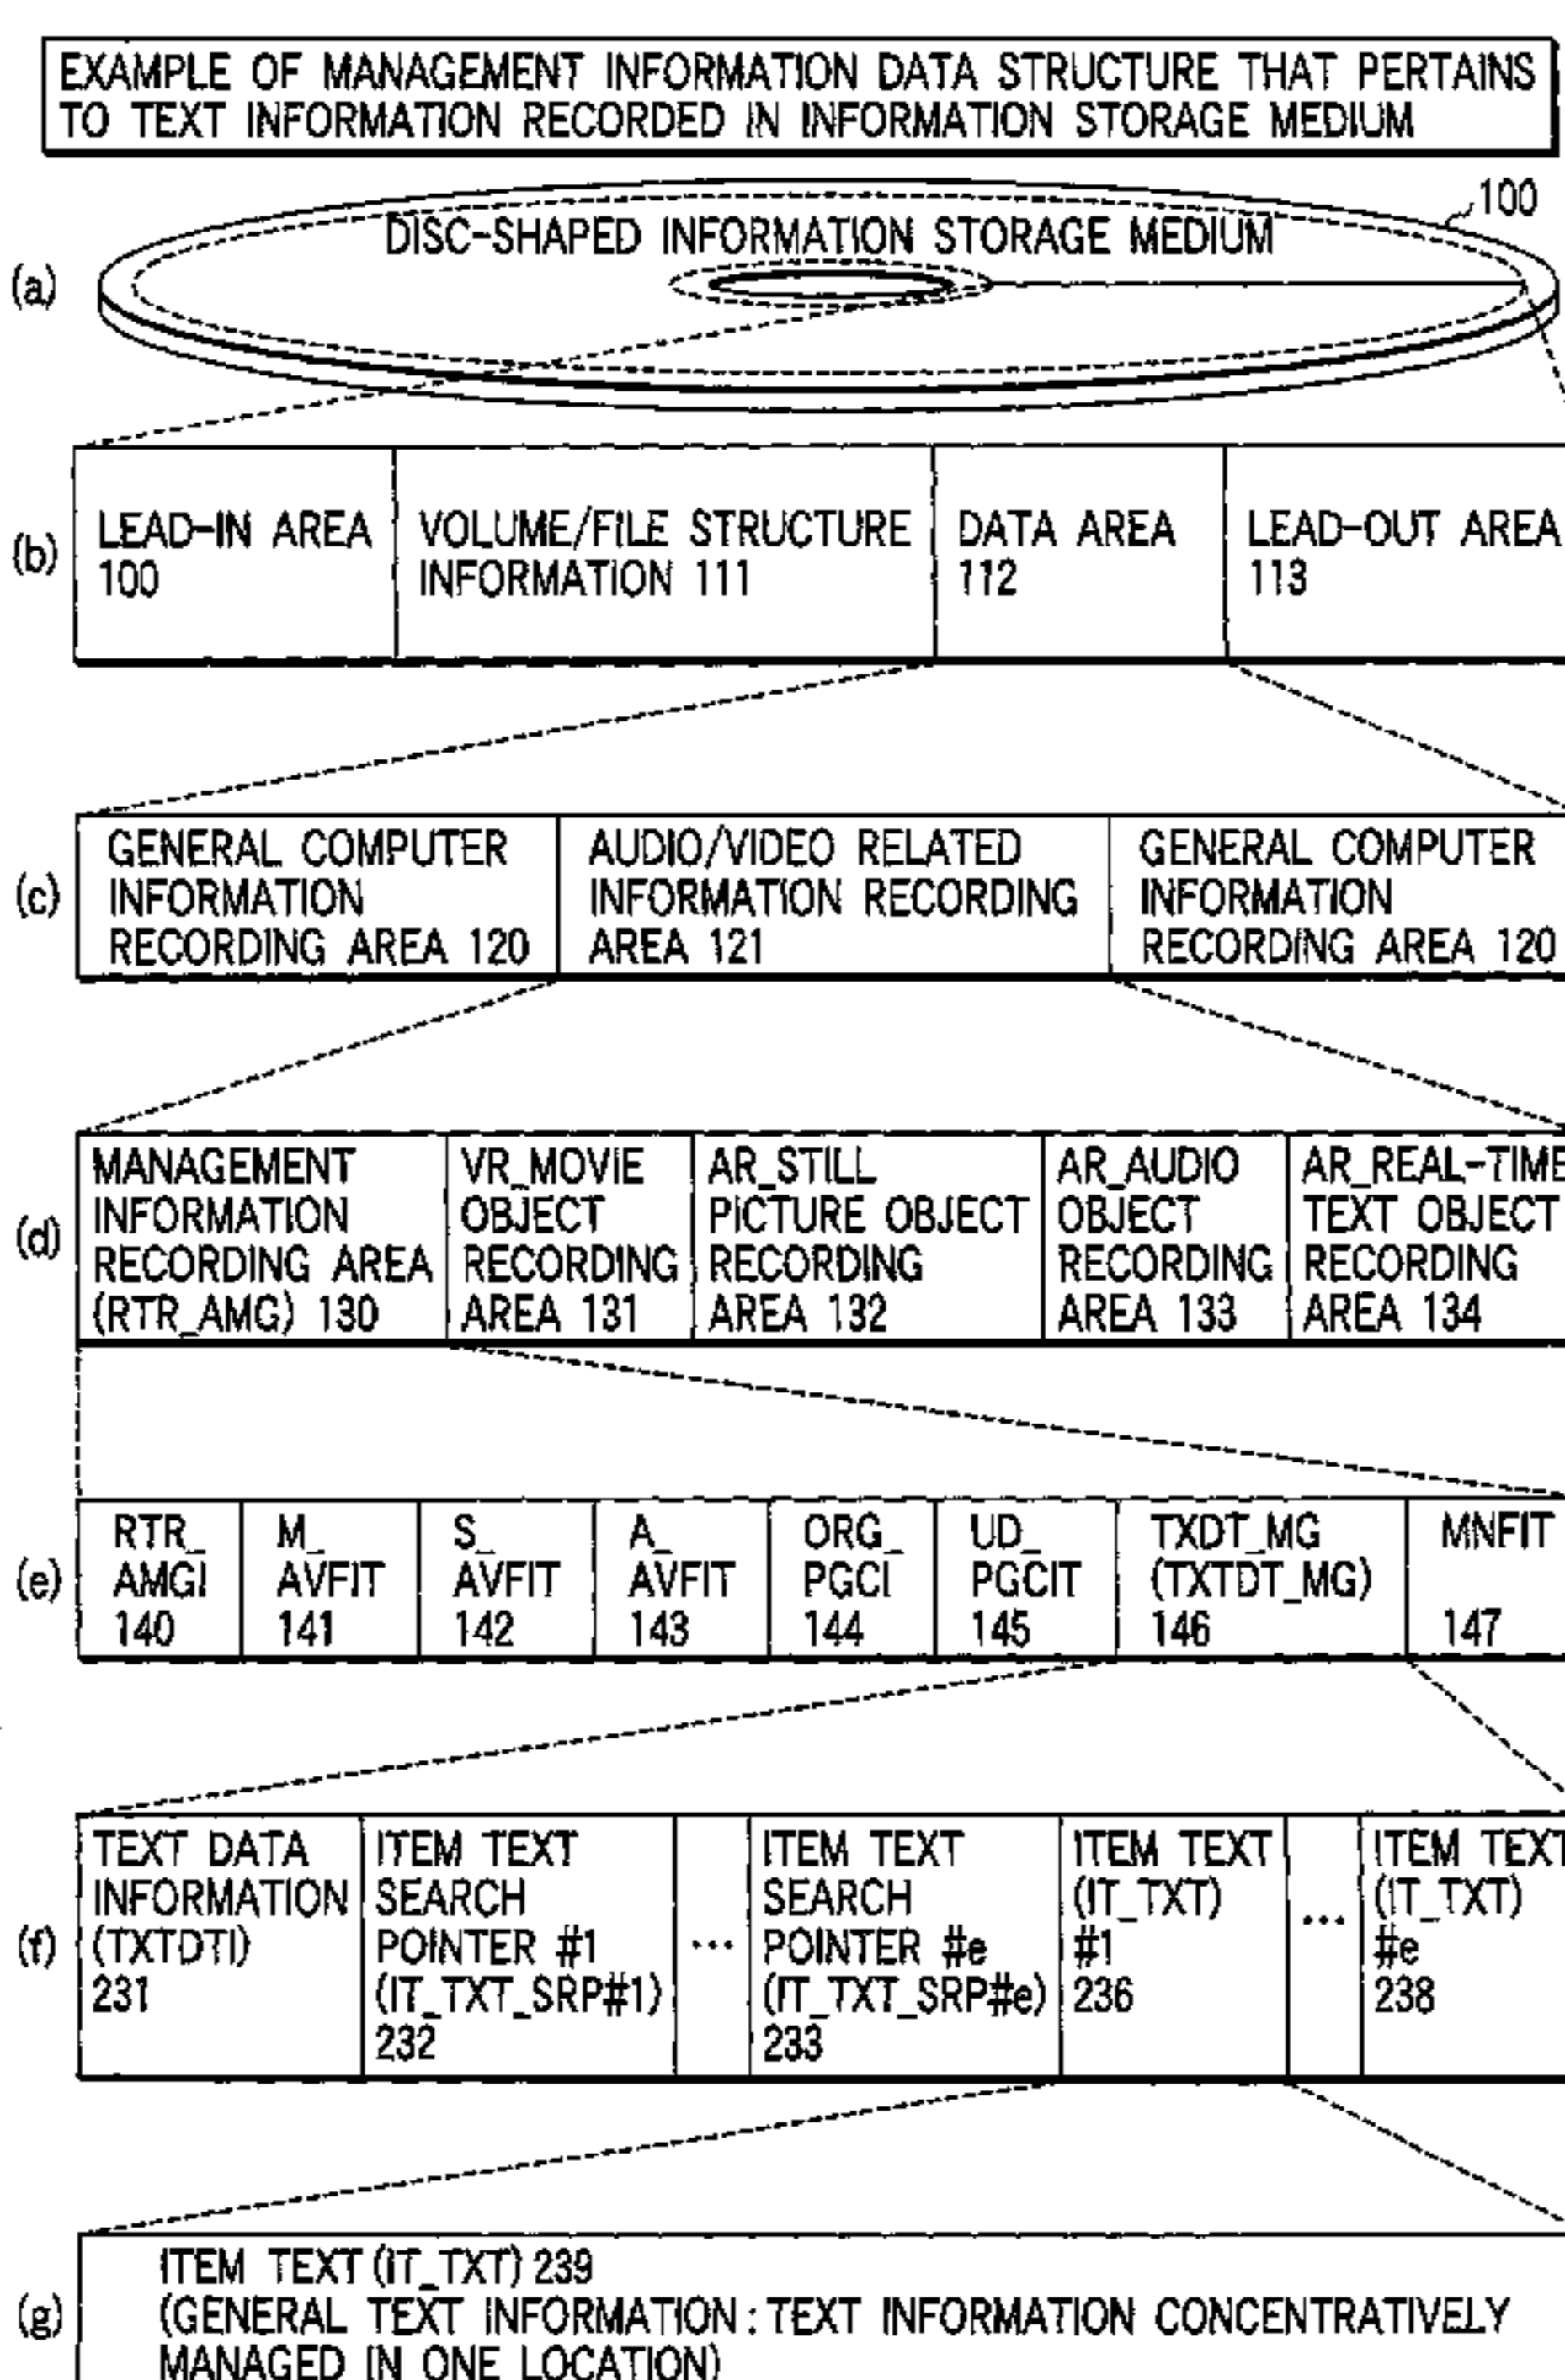 EXAMPLE OF MANAGEMENT INFORMATION DATA STRUCTURE THAT PERTAINS
TO TEXT INFORMATION RECORDED IN INFORMATION STORAGE MEDIUM
100
DISC-SHAPED INFORMATION STORAGE MEDIUM
(a)
(b)
LEAD-IN AREA
100
VOLUME/FILE STRUCTURE
INFORMATION 111
DATA AREA
112
LEAD-OUT AREA
113
(c)
GENERAL COMPUTER
INFORMATION
RECORDING AREA 120
AUDIO/VIDEO RELATED
INFORMATION RECORDING
AREA 121
GENERAL COMPUTER
INFORMATION
RECORDING AREA 120
(d)
MANAGEMENT
INFORMATION
RECORDING AREA
(RTR_AMG) 130
VR_MOVIE
OBJECT
RECORDING
AREA 131
AR_STILL
PICTURE OBJECT
RECORDING
AREA 132
AR_AUDIO
OBJECT
RECORDING
AREA 133
AR_REAL-TIME
TEXT OBJECT
RECORDING
AREA 134
(e)
RTR_
AMGI
140
M_
AVFIT
141
S_
AVFIT
142
A_
AVFIT
143
ORG_
PGCI
144
UD_
PGCIT
145
TXDT_MG
(TXTDT_MG)
146
MNFIT
147
(f)
TEXT DATA
INFORMATION
(TXTDTI)
231
ITEM TEXT
SEARCH
POINTER #1
(IT_TXT_SRP#1)
232
...
ITEM TEXT
SEARCH
POINTER #e
(IT_TXT_SRP#e)
233
ITEM TEXT
(IT_TXT)
#1
236
...
ITEM TEXT
(IT_TXT)
#e
238
(g)
ITEM TEXT (IT_TXT) 239
(GENERAL TEXT INFORMATION : TEXT INFORMATION CONCENTRATIVELY
MANAGED IN ONE LOCATION)